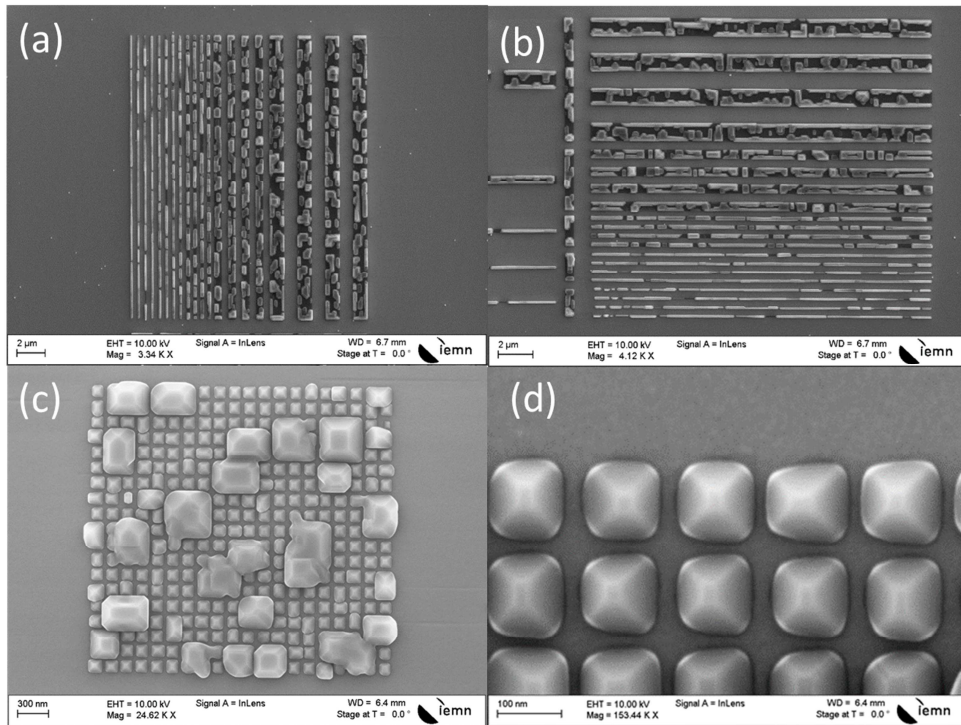 (a)
2 µm
EHT = 10.00 kV
Mag = 3.34 K X
Signal A = InLens
WD = 6.7 mm
Stage at T = 0.0 °
iemn
(b)
2 µm
EHT = 10.00 kV
Mag = 4.12 K X
Signal A = InLens
WD = 6.7 mm
Stage at T = 0.0 °
iemn
(c)
300 nm
EHT = 10.00 kV
Mag = 24.62 K X
Signal A = InLens
WD = 6.4 mm
Stage at T = 0.0 °
iemn
(d)
100 nm
EHT = 10.00 kV
Mag = 153.44 K X
Signal A = InLens
WD = 6.4 mm
Stage at T = 0.0 °
iemn